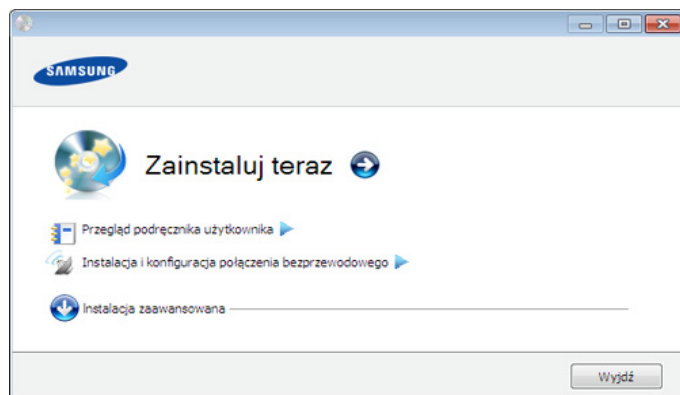 SAMSUNG
Zainstaluj teraz
Przegląd podręcznika użytkownika
Instalacja i konfiguracja połączenia bezprzewodowego
Instalacja zaawansowana
Wyjdź